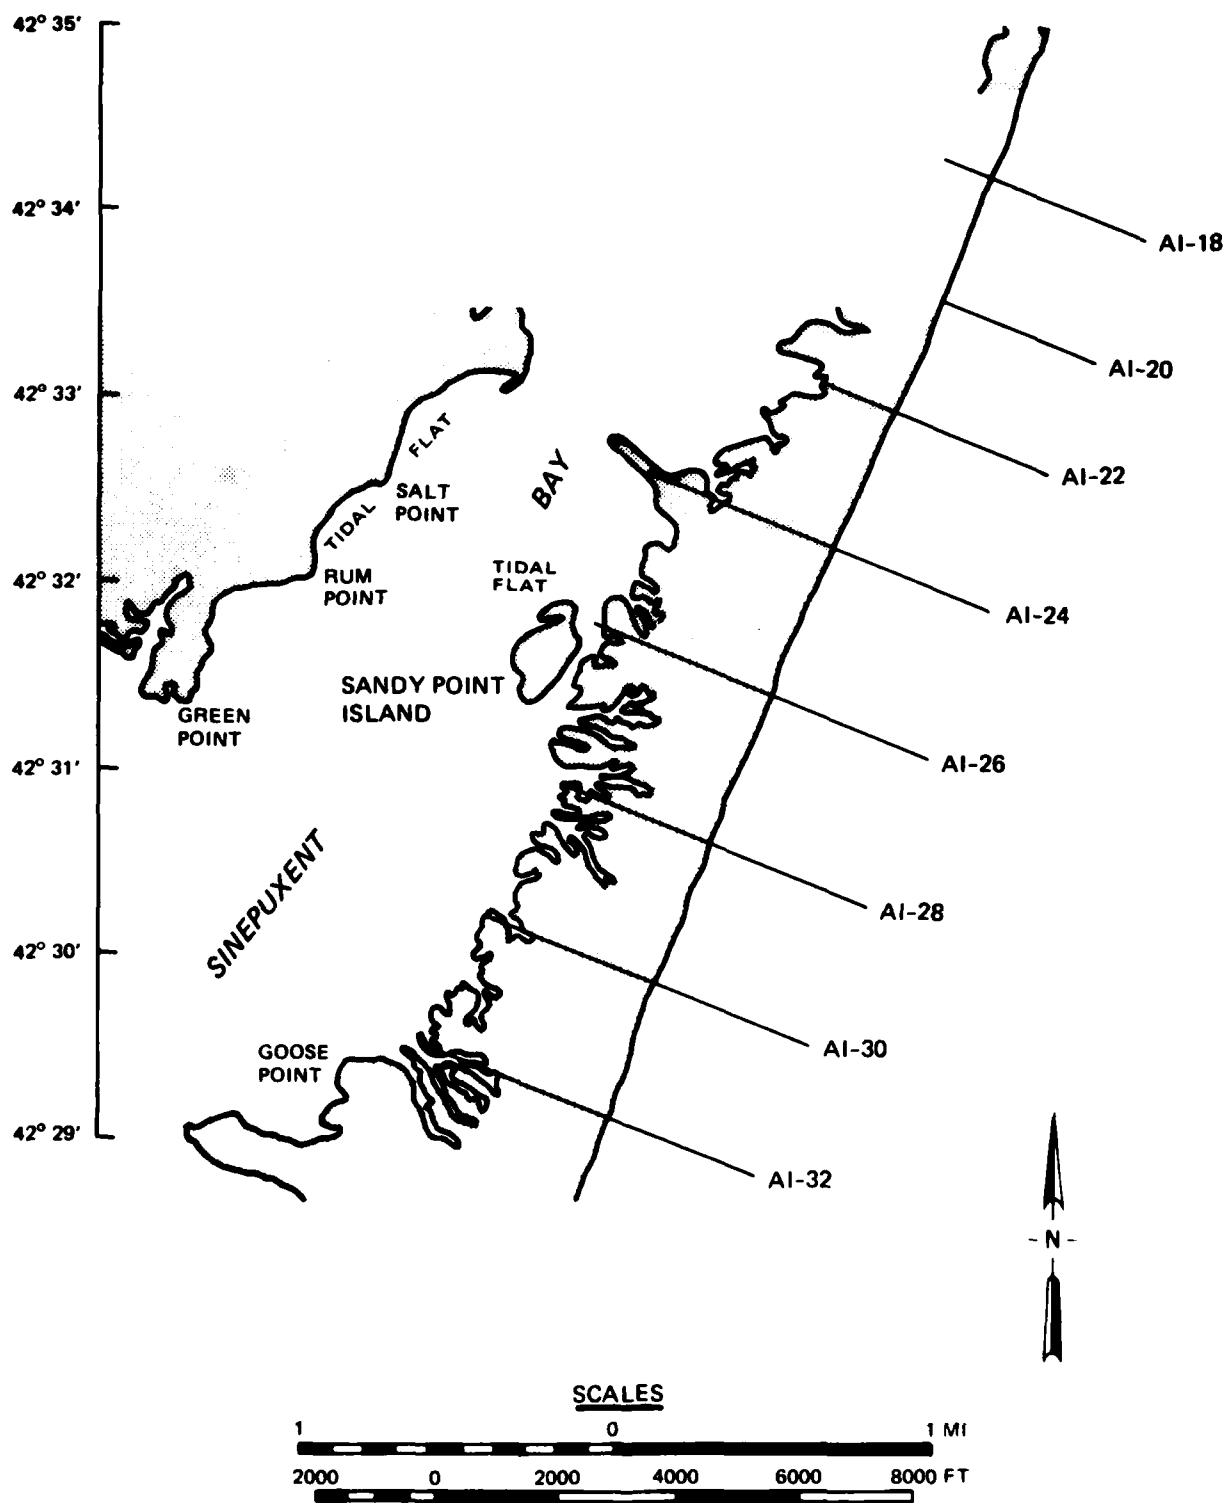 42° 35'
42° 34'
AI-18
AI-20
42° 33'
FLAT
BAY
AI-22
SALT
POINT
TIDAL
TIDAL
FLAT
42° 32'
RUM
POINT
AI-24
SANDY POINT
ISLAND
GREEN
POINT
42° 31'
AI-26
SINEPUXENT
AI-28
42° 30'
AI-30
GOOSE
POINT
42° 29'
AI-32
- N -
SCALES
1 0 1 MI
2000 0 2000 4000 6000 8000 FT